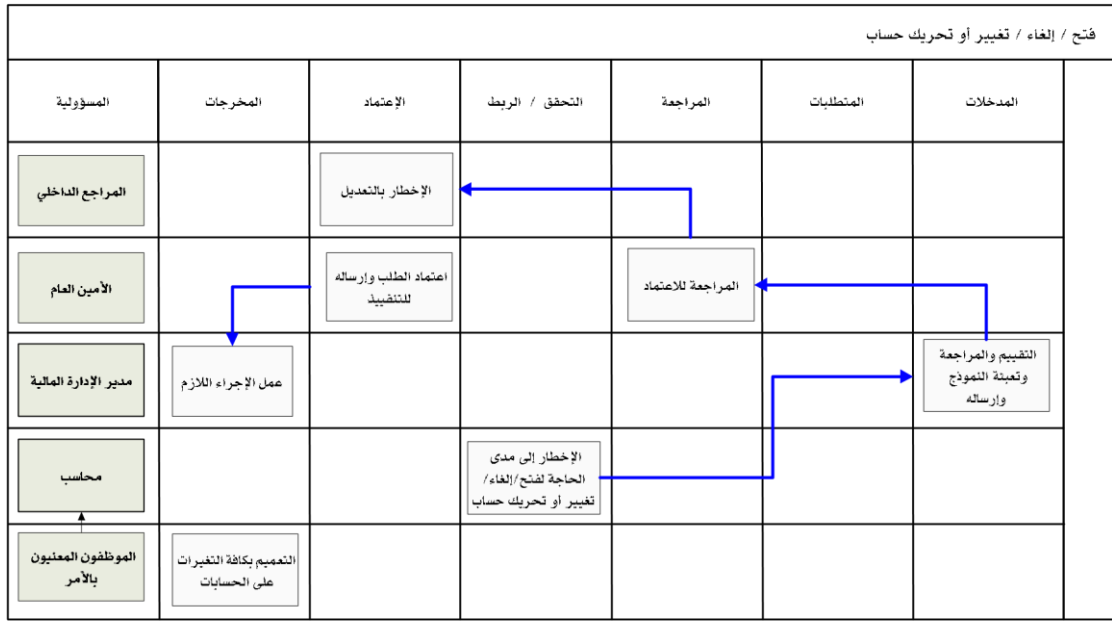 فتح / إلغاء / تغيير أو تحريك حساب
المدخلات
المتطلبات
المراجعة
التحقق / الربط
الإعتماد
المخرجات
المسؤولية
الإخطار بالتعديل
المراجع الداخلي
المراجعة للاعتماد
اعتماد الطلب وإرساله
للتنفييذ
الأمين العام
التقييم والمراجعة
وتعبئة النموذج
وإرساله
عمل الإجراء اللازم
مدير الإدارة المالية
الإخطار إلى مدى
الحاجة لفتح/إلغاء/
تغيير أو تحريك حساب
محاسب
التعميم بكافة التغيرات
على الحسابات
الموظفون المعنيون
بالأمر